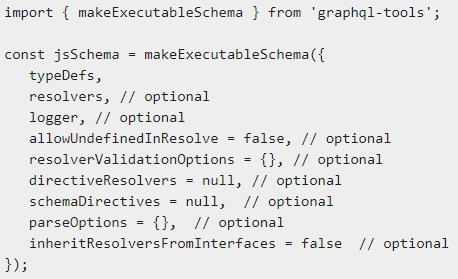 import { makeExecutableSchema } from 'graphql-tools';
const jsSchema = makeExecutableSchema({
typeDefs,
resolvers, // optional
logger, // optional
allowUndefinedInResolve = false, // optional
resolverValidationOptions = {}, // optional
directiveResolvers = null, // optional
schemaDirectives = null,  // optional
parseOptions = {},  // optional
inheritResolversFromInterfaces = false  // optional
});